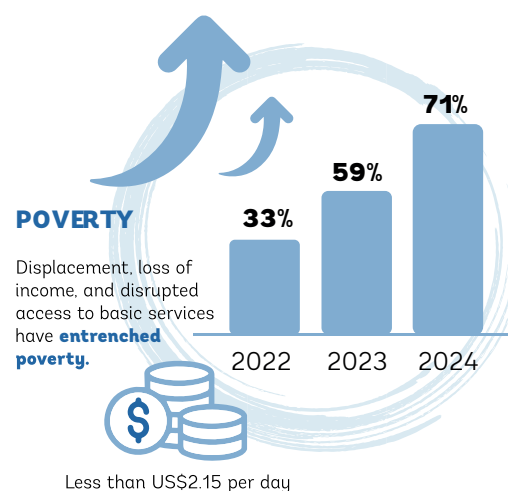 71%
59%
33%
POVERTY
Displacement, loss of
income, and disrupted
access to basic services
have entrenched
poverty.
2022 2023 2024
$
Less than US$2.15 per day